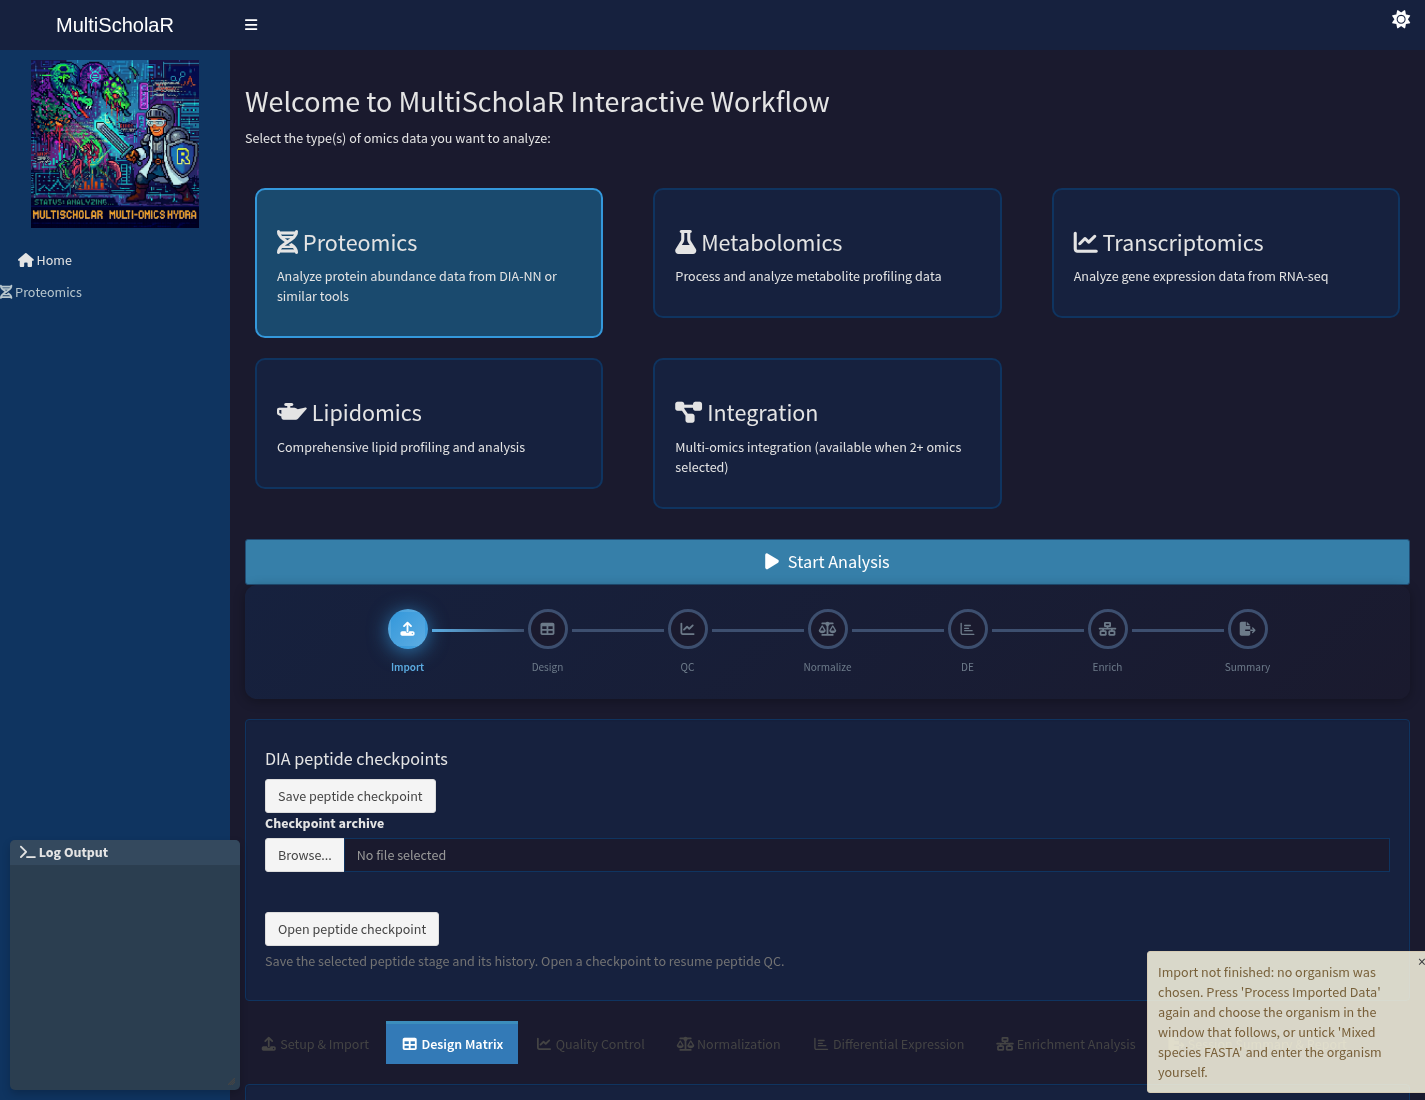 MultiScholaR
STATUS: ANALYZING...
MULTISCHOLAR MULTI-OMICS HYDRA
R
Home
Proteomics
Welcome to MultiScholaR Interactive Workflow
Select the type(s) of omics data you want to analyze:
Proteomics
Analyze protein abundance data from DIA-NN or
similar tools
Metabolomics
Process and analyze metabolite profiling data
Transcriptomics
Analyze gene expression data from RNA-seq
Lipidomics
Comprehensive lipid profiling and analysis
Integration
Multi-omics integration (available when 2+ omics
selected)
Start Analysis
Import
Design
QC
Normalize
DE
Enrich
Summary
DIA peptide checkpoints
Save peptide checkpoint
Checkpoint archive
Browse... No file selected
Open peptide checkpoint
Save the selected peptide stage and its history. Open a checkpoint to resume peptide QC.
Log Output
Setup & Import
Design Matrix
Quality Control
Normalization
Differential Expression
Enrichment Analysis
×
Import not finished: no organism was
chosen. Press 'Process Imported Data'
again and choose the organism in the
window that follows, or untick 'Mixed
species FASTA' and enter the organism
yourself.